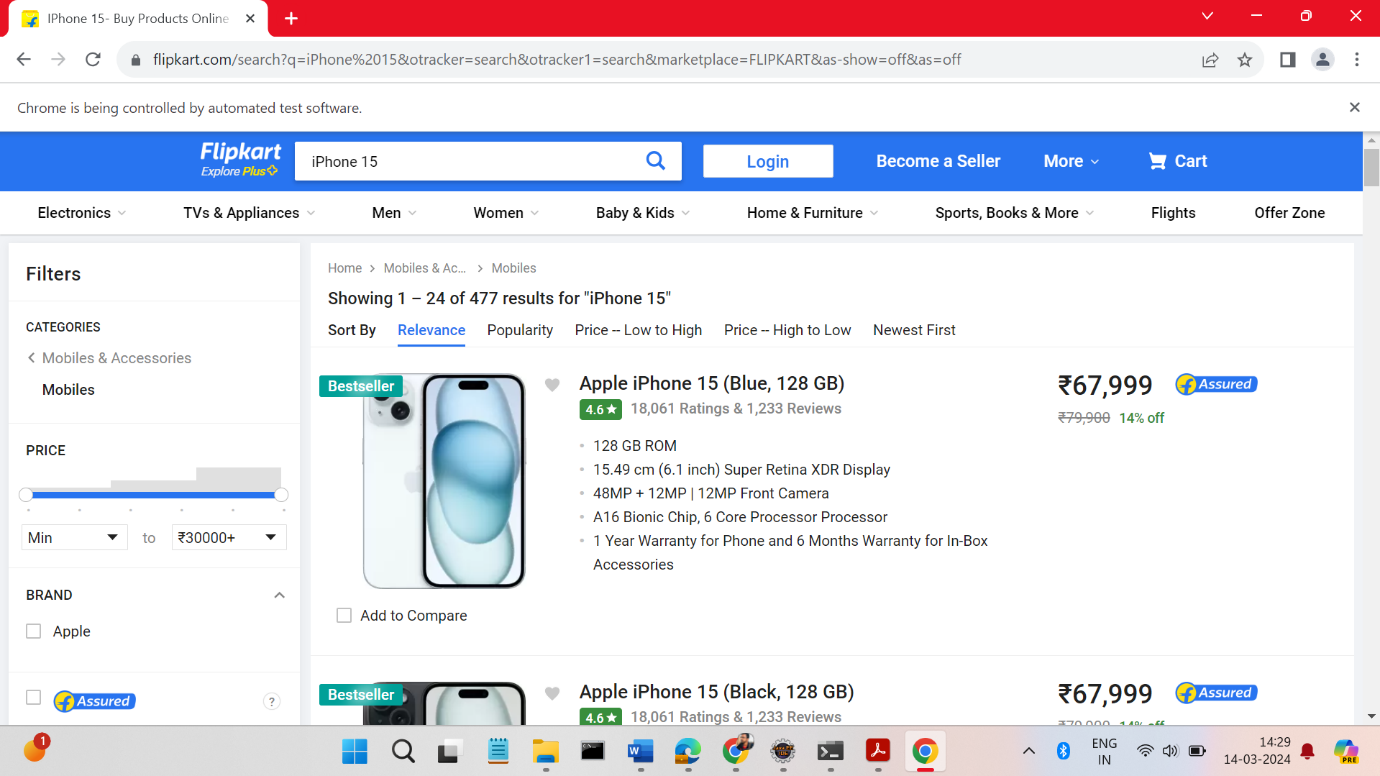 IPhone 15- Buy Products Online
flipkart.com/search?q=iPhone%2015&otracker=search&otracker1=search&marketplace=FLIPKART&as-show=off&as=off
Chrome is being controlled by automated test software.
Flipkart
Explore Plus
iPhone 15
Login
Become a Seller
More
Cart
Electronics
TVs & Appliances
Men
Women
Baby & Kids
Home & Furniture
Sports, Books & More
Flights
Offer Zone
Filters
CATEGORIES
Mobiles & Accessories
Mobiles
PRICE
Min
to
₹30000+
BRAND
Apple
Assured
?
Home
Mobiles & Ac...
Mobiles
Showing 1 – 24 of 477 results for "iPhone 15"
Sort By
Relevance
Popularity
Price -- Low to High
Price -- High to Low
Newest First
Bestseller
Apple iPhone 15 (Blue, 128 GB)
4.6
18,061 Ratings & 1,233 Reviews
128 GB ROM
15.49 cm (6.1 inch) Super Retina XDR Display
48MP + 12MP | 12MP Front Camera
A16 Bionic Chip, 6 Core Processor Processor
1 Year Warranty for Phone and 6 Months Warranty for In-Box
Accessories
₹67,999
Assured
₹79,900
14% off
Add to Compare
Bestseller
Apple iPhone 15 (Black, 128 GB)
4.6
18,061 Ratings & 1,233 Reviews
₹67,999
Assured
₹79,900
14% off
1
ENG
IN
14:29
14-03-2024
PRE